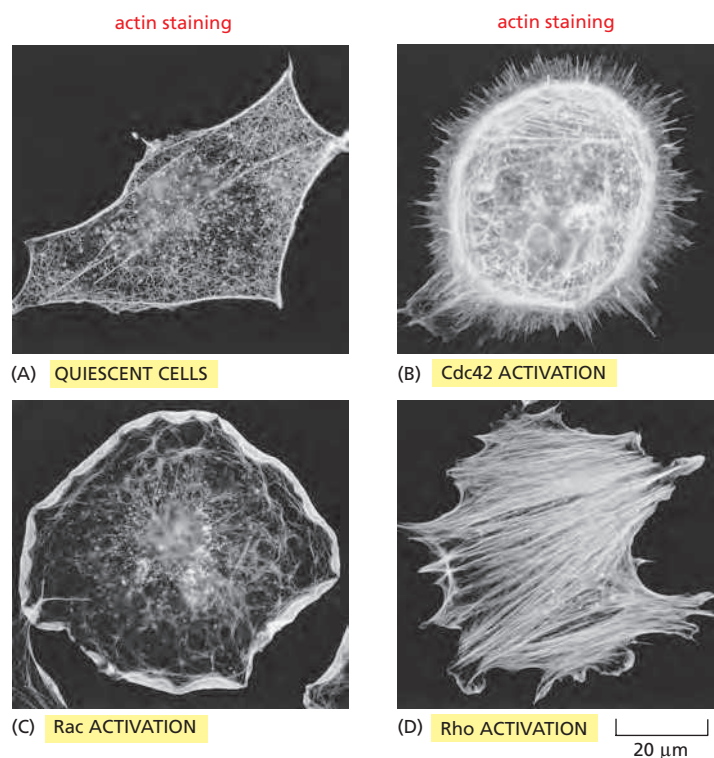 actin staining
actin staining
(A) QUIESCENT CELLS
(B) Cdc42 ACTIVATION
(C) Rac ACTIVATION
(D) Rho ACTIVATION
20 μm